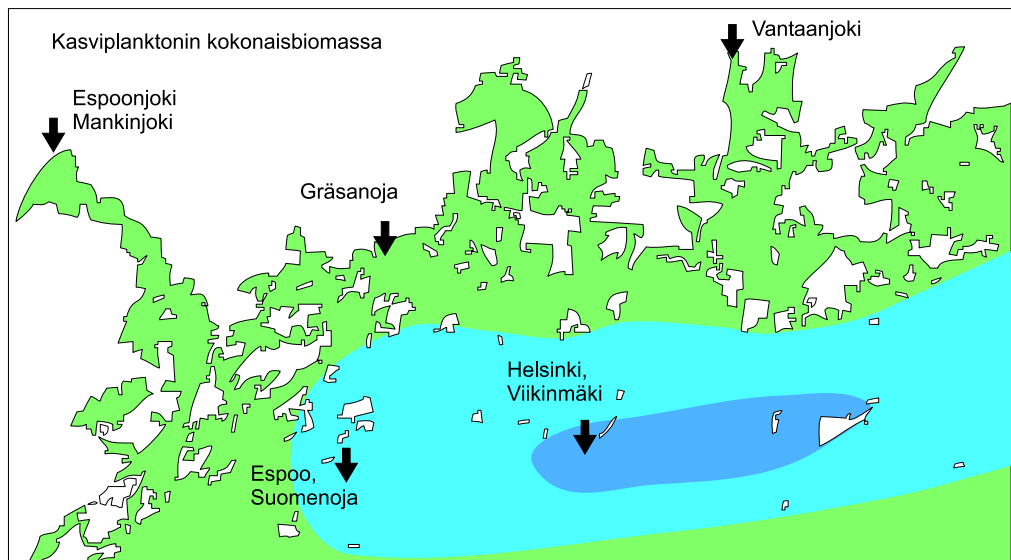 Kasviplanktonin kokonaisbiomassa
Vantaanjoki
Espoonjoki
Mankinjoki
Gräsanoja
Helsinki,
Viikinmäki
Espoo,
Suomenoja